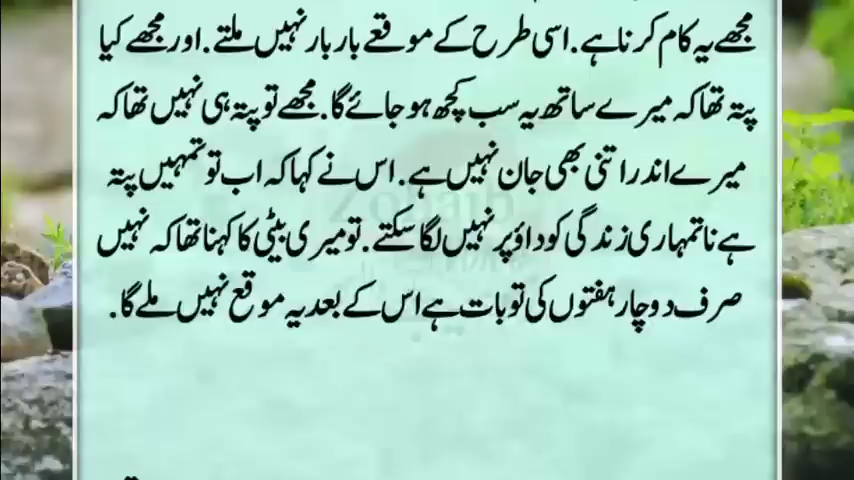 مجھے یہ کام کرنا ہے. اسی طرح کے موقعے بار بار نہیں ملتے. اور مجھے کیا
پتہ تھا کہ میرے ساتھ یہ سب کچھ ہو جائے گا. مجھے تو پتہ ہی نہیں تھا کہ
میرے اندر اتنی بھی جان نہیں ہے. اس نے کہا کہ اب تو تمہیں پتہ
ہے نا تمہاری زندگی کو داؤ پر نہیں لگا سکتے. تو میری بیٹی کا کہنا تھا کہ نہیں
صرف دو چار ہفتوں کی تو بات ہے اس کے بعد یہ موقع نہیں ملے گا.
Zohaib